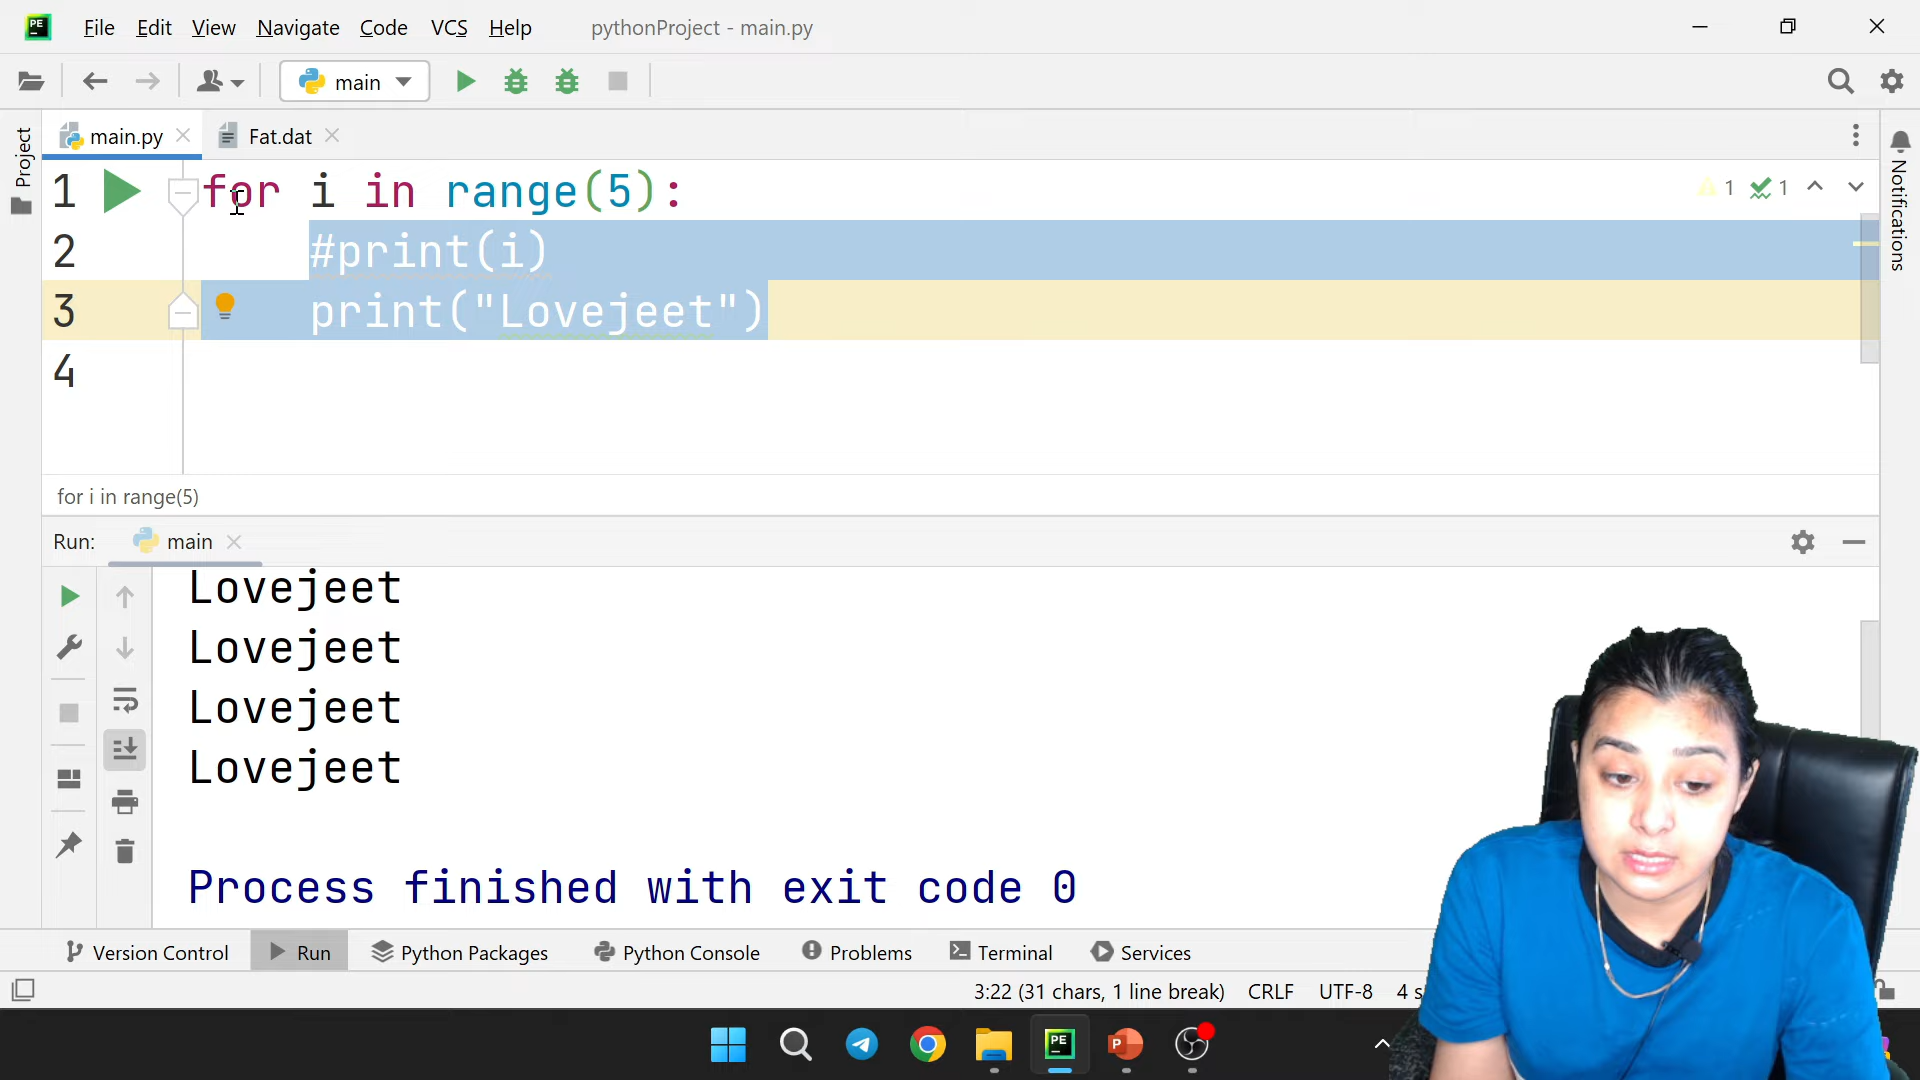 File Edit View Navigate Code VCS Help pythonProject - main.py
main
main.py Fat.dat
1 for i in range(5):
1 1
2 #print(i)
3 print("Lovejeet")
4
for i in range(5)
Project
Notifications
Run: main
Lovejeet
Lovejeet
Lovejeet
Lovejeet
Process finished with exit code 0
Version Control Run Python Packages Python Console Problems Terminal Services
3:22 (31 chars, 1 line break) CRLF UTF-8 4